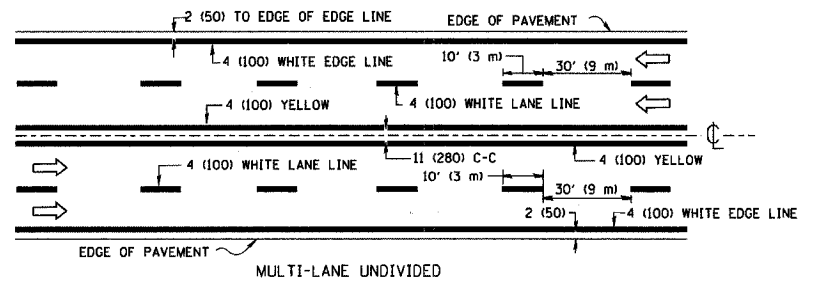 2 (50) TO EDGE OF EDGE LINE
EDGE OF PAVEMENT
4 (100) WHITE EDGE LINE
10' (3 m)
30' (9 m)
4 (100) YELLOW
4 (100) WHITE LANE LINE
℄
4 (100) WHITE LANE LINE
11 (280) C-C
4 (100) YELLOW
10' (3 m)
30' (9 m)
2 (50)
4 (100) WHITE EDGE LINE
EDGE OF PAVEMENT
MULTI-LANE UNDIVIDED